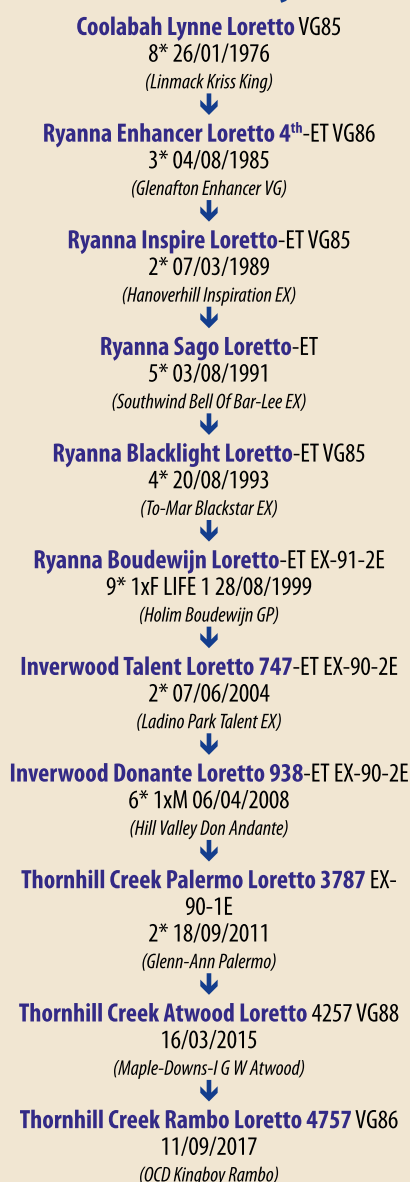 Coolabah Lynne Loretto VG85
8* 26/01/1976
(Linmack Kriss King)
Ryanna Enhancer Loretto 4th-ET VG86
3* 04/08/1985
(Glenafton Enhancer VG)
Ryanna Inspire Loretto-ET VG85
2* 07/03/1989
(Hanoverhill Inspiration EX)
Ryanna Sago Loretto-ET
5* 03/08/1991
(Southwind Bell Of Bar-Lee EX)
Ryanna Blacklight Loretto-ET VG85
4* 20/08/1993
(To-Mar Blackstar EX)
Ryanna Boudewijn Loretto-ET EX-91-2E
9* 1xF LIFE 1 28/08/1999
(Holim Boudewijn GP)
Inverwood Talent Loretto 747-ET EX-90-2E
2* 07/06/2004
(Ladino Park Talent EX)
Inverwood Donante Loretto 938-ET EX-90-2E
6* 1xM 06/04/2008
(Hill Valley Don Andante)
Thornhill Creek Palermo Loretto 3787 EX-
90-1E
2* 18/09/2011
(Glenn-Ann Palermo)
Thornhill Creek Atwood Loretto 4257 VG88
16/03/2015
(Maple-Downs-I G W Atwood)
Thornhill Creek Rambo Loretto 4757 VG86
11/09/2017
(OCD Kingboy Rambo)